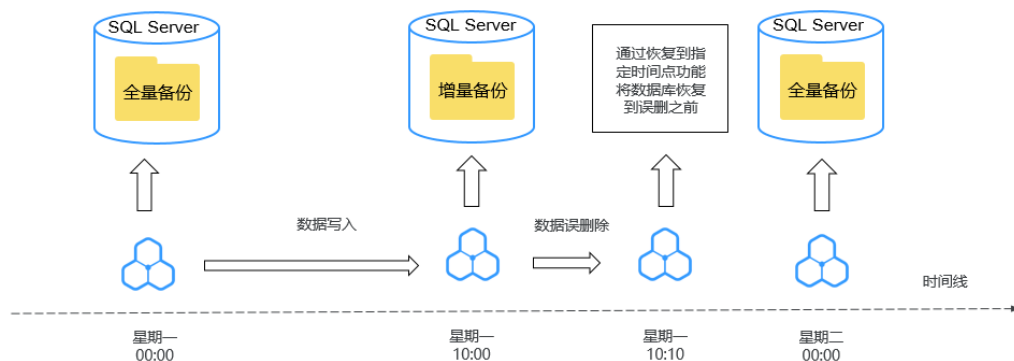 SQL Server
全量备份
SQL Server
增量备份
通过恢复到指
定时间点功能
将数据库恢复
到误删之前
SQL Server
全量备份
数据写入
数据误删除
时间线
星期一
00:00
星期一
10:00
星期一
10:10
星期二
00:00